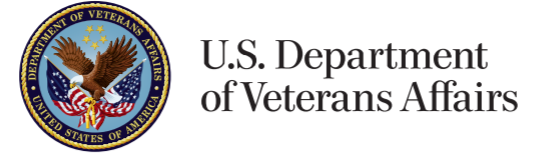 DEPARTMENT OF VETERANS AFFAIRS
UNITED STATES OF AMERICA
U.S. Department
of Veterans Affairs